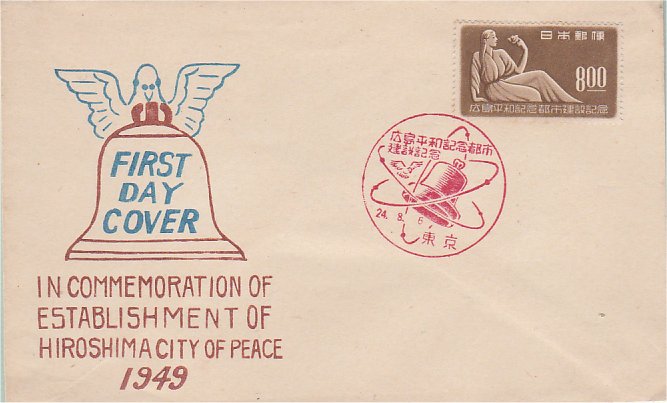 FIRST
DAY
COVER
IN COMMEMORATION OF
ESTABLISHMENT OF
HIROSHIMA CITY OF PEACE
1949
日本郵便
8.00
広島平和記念都市建設記念
広島平和記念都市
建設記念
24. 8. 6
東京